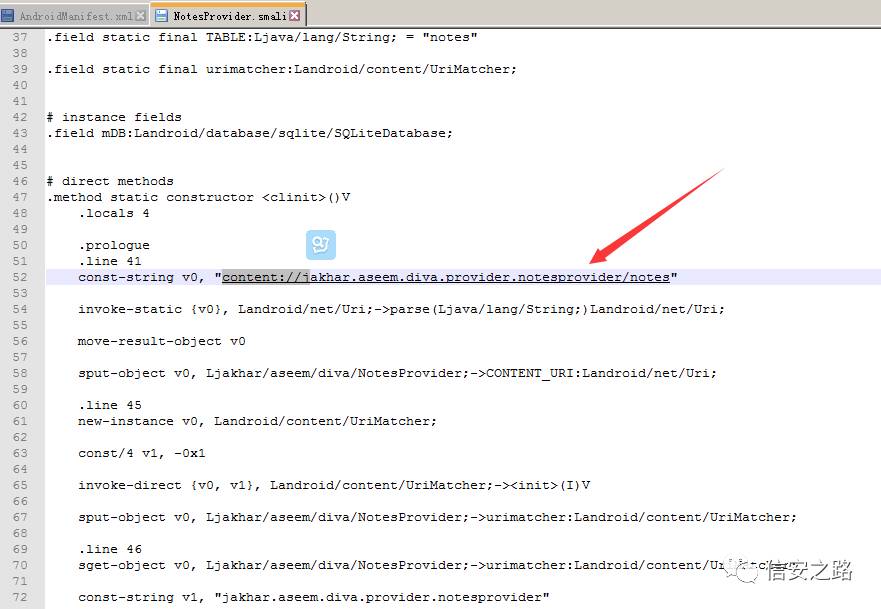 AndroidManifest.xml NotesProvider.smali
37 .field static final TABLE:Ljava/lang/String; = "notes"
38
39 .field static final urimatcher:Landroid/content/UriMatcher;
40
41
42 # instance fields
43 .field mDB:Landroid/database/sqlite/SQLiteDatabase;
44
45
46 # direct methods
47 .method static constructor <clinit>()V
48 .locals 4
49
50 .prologue
51 .line 41
52 const-string v0, "content://jakhar.aseem.diva.provider.notesprovider/notes"
53
54 invoke-static {v0}, Landroid/net/Uri;->parse(Ljava/lang/String;)Landroid/net/Uri;
55
56 move-result-object v0
57
58 sput-object v0, Ljakhar/aseem/diva/NotesProvider;->CONTENT_URI:Landroid/net/Uri;
59
60 .line 45
61 new-instance v0, Landroid/content/UriMatcher;
62
63 const/4 v1, -0x1
64
65 invoke-direct {v0, v1}, Landroid/content/UriMatcher;-><init>(I)V
66
67 sput-object v0, Ljakhar/aseem/diva/NotesProvider;->urimatcher:Landroid/content/UriMatcher;
68
69 .line 46
70 sget-object v0, Ljakhar/aseem/diva/NotesProvider;->urimatcher:Landroid/content/
71
72 const-string v1, "jakhar.aseem.diva.provider.notesprovider"
信安之路